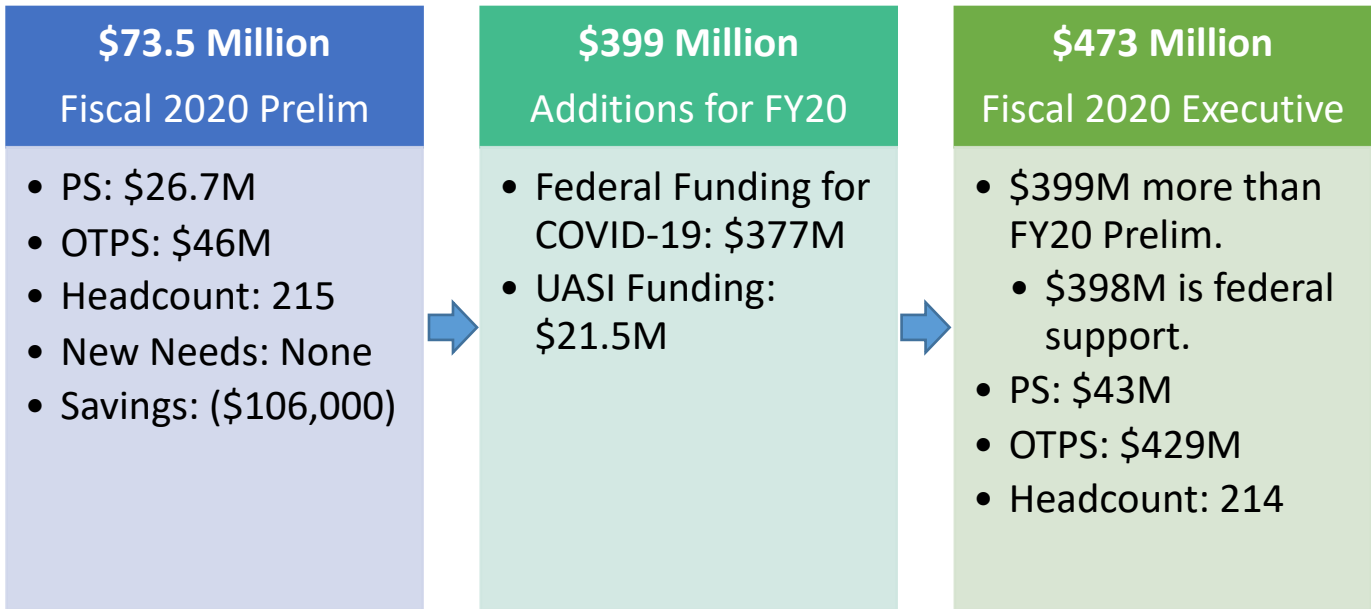 $73.5 Million
Fiscal 2020 Prelim
• PS: $26.7M
• OTPS: $46M
• Headcount: 215
• New Needs: None
• Savings: ($106,000)
$399 Million
Additions for FY20
• Federal Funding for
COVID-19: $377M
• UASI Funding:
$21.5M
$473 Million
Fiscal 2020 Executive
• $399M more than
FY20 Prelim.
• $398M is federal
support.
• PS: $43M
• OTPS: $429M
• Headcount: 214